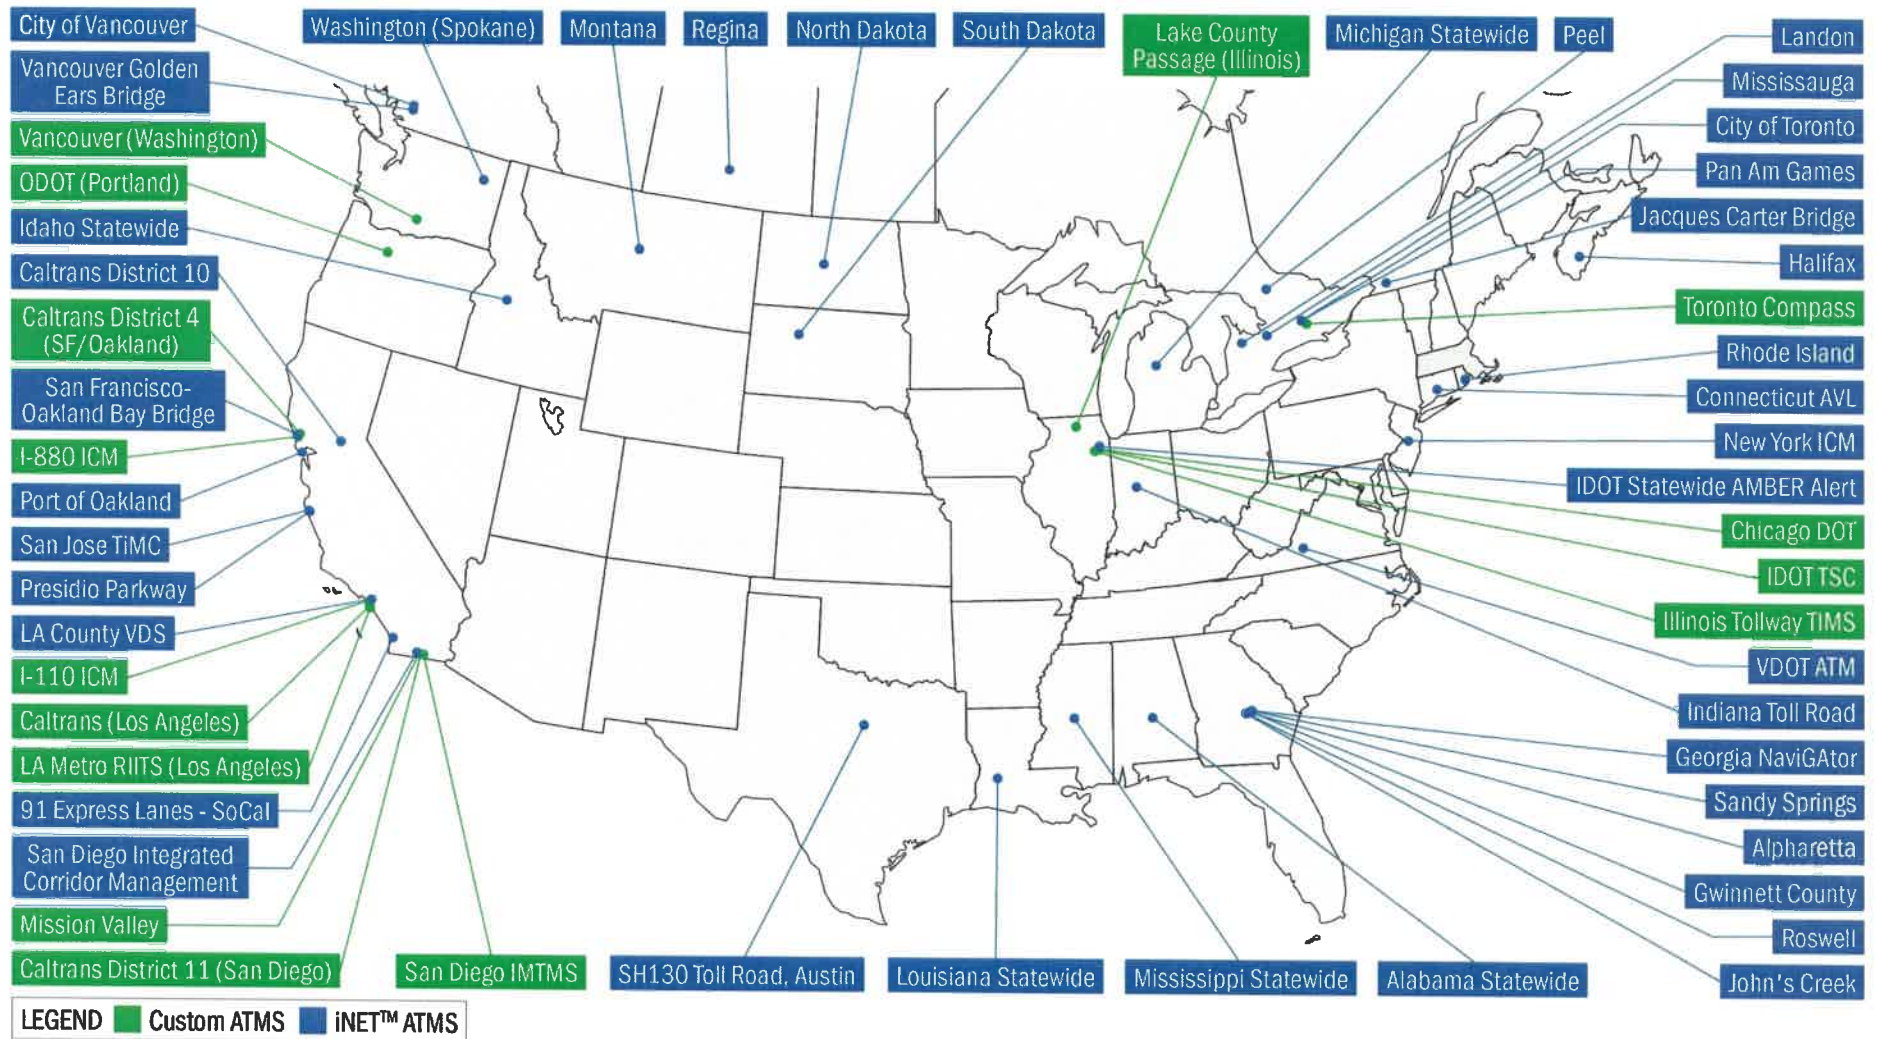 City of Vancouver
Vancouver Golden
Ears Bridge
Vancouver (Washington)
ODOT (Portland)
Idaho Statewide
Caltrans District 10
Caltrans District 4
(SF/Oakland)
San Francisco-
Oakland Bay Bridge
I-880 ICM
Port of Oakland
San Jose TiMC
Presidio Parkway
LA County VDS
I-110 ICM
Caltrans (Los Angeles)
LA Metro RIITS (Los Angeles)
91 Express Lanes - SoCal
San Diego Integrated
Corridor Management
Mission Valley
Caltrans District 11 (San Diego)
Washington (Spokane)
Montana
Regina
North Dakota
South Dakota
Lake County
Passage (Illinois)
Michigan Statewide
Peel
Landon
Mississauga
City of Toronto
Pan Am Games
Jacques Carter Bridge
Halifax
Toronto Compass
Rhode Island
Connecticut AVL
New York ICM
IDOT Statewide AMBER Alert
Chicago DOT
IDOT TSC
Illinois Tollway TIMS
VDOT ATM
Indiana Toll Road
Georgia NaviGAtor
Sandy Springs
Alpharetta
Gwinnett County
Roswell
John's Creek
San Diego IMTMS
SH130 Toll Road, Austin
Louisiana Statewide
Mississippi Statewide
Alabama Statewide
LEGEND Custom ATMS iNET™ ATMS